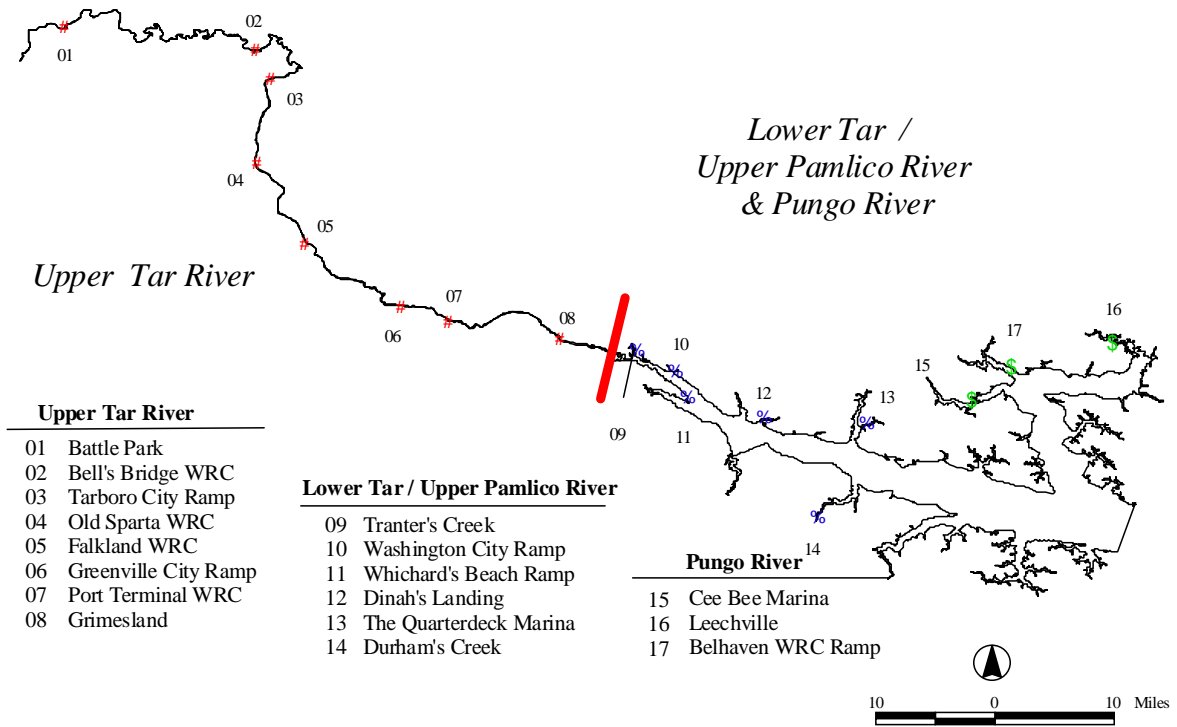 01
02
03
04
05
06
07
08
09
10
11
12
13
14
15
16
17
Lower Tar /
Upper Pamlico River
& Pungo River
Upper Tar River
Upper Tar River
01 Battle Park
02 Bell's Bridge WRC
03 Tarboro City Ramp
04 Old Sparta WRC
05 Falkland WRC
06 Greenville City Ramp
07 Port Terminal WRC
08 Grimesland
Lower Tar / Upper Pamlico River
09 Tranter's Creek
10 Washington City Ramp
11 Whichard's Beach Ramp
12 Dinah's Landing
13 The Quarterdeck Marina
14 Durham's Creek
Pungo River
15 Cee Bee Marina
16 Leechville
17 Belhaven WRC Ramp
10 0 10 Miles
# # # # # # # #
% % % % % %
$ $ $